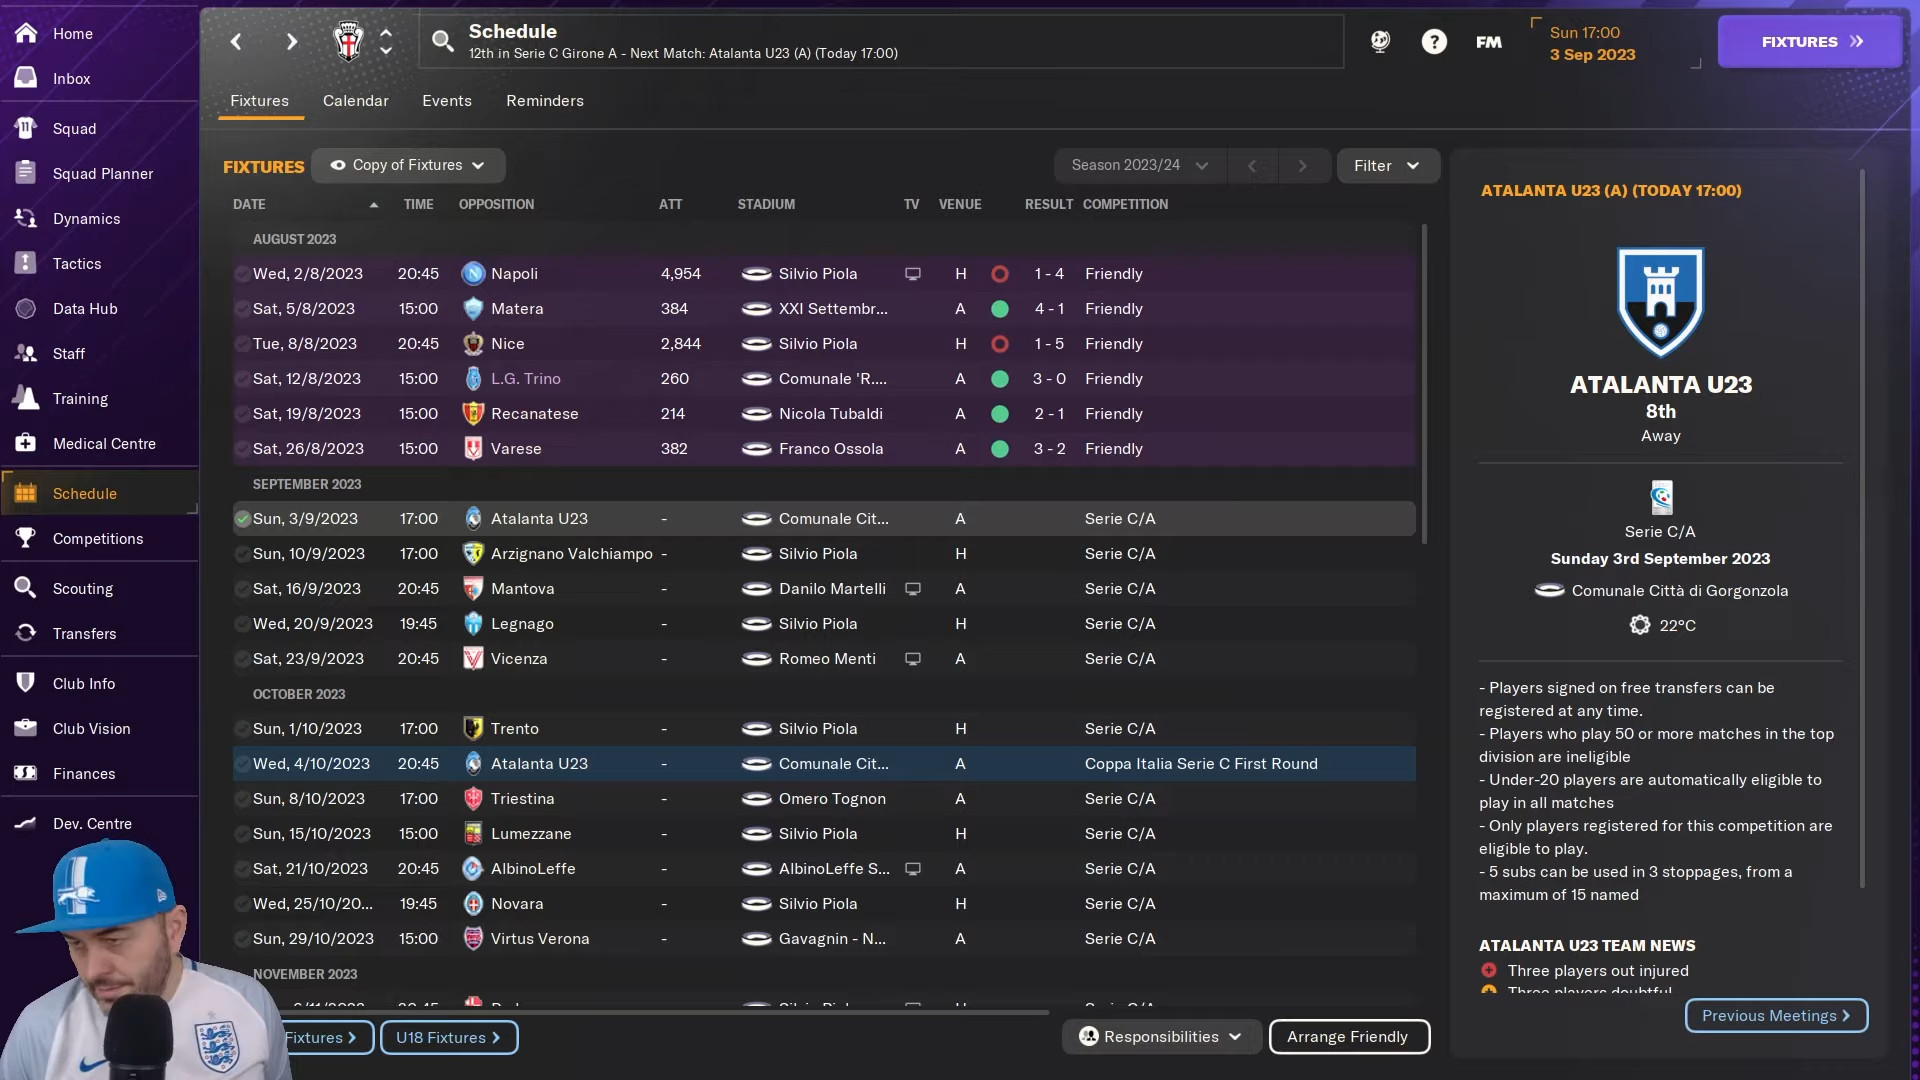 Home
Inbox
Squad
Squad Planner
Dynamics
Tactics
Data Hub
Staff
Training
Medical Centre
Schedule
Competitions
Scouting
Transfers
Club Info
Club Vision
Finances
Dev. Centre
Schedule
12th in Serie C Girone A - Next Match: Atalanta U23 (A) (Today 17:00)
?
FM
Sun 17:00
3 Sep 2023
FIXTURES
Fixtures Calendar Events Reminders
FIXTURES Copy of Fixtures Season 2023/24 Filter
DATE TIME OPPOSITION ATT STADIUM TV VENUE RESULT COMPETITION
AUGUST 2023
Wed, 2/8/2023 20:45 Napoli 4,954 Silvio Piola H 1 - 4 Friendly
Sat, 5/8/2023 15:00 Matera 384 XXI Settembr... A 4 - 1 Friendly
Tue, 8/8/2023 20:45 Nice 2,844 Silvio Piola H 1 - 5 Friendly
Sat, 12/8/2023 15:00 L.G. Trino 260 Comunale 'R.... A 3 - 0 Friendly
Sat, 19/8/2023 15:00 Recanatese 214 Nicola Tubaldi A 2 - 1 Friendly
Sat, 26/8/2023 15:00 Varese 382 Franco Ossola A 3 - 2 Friendly
SEPTEMBER 2023
Sun, 3/9/2023 17:00 Atalanta U23 - Comunale Cit... A Serie C/A
Sun, 10/9/2023 17:00 Arzignano Valchiampo - Silvio Piola H Serie C/A
Sat, 16/9/2023 20:45 Mantova - Danilo Martelli A Serie C/A
Wed, 20/9/2023 19:45 Legnago - Silvio Piola H Serie C/A
Sat, 23/9/2023 20:45 Vicenza - Romeo Menti A Serie C/A
OCTOBER 2023
Sun, 1/10/2023 17:00 Trento - Silvio Piola H Serie C/A
Wed, 4/10/2023 20:45 Atalanta U23 - Comunale Cit... A Coppa Italia Serie C First Round
Sun, 8/10/2023 17:00 Triestina - Omero Tognon A Serie C/A
Sun, 15/10/2023 15:00 Lumezzane - Silvio Piola H Serie C/A
Sat, 21/10/2023 20:45 AlbinoLeffe - AlbinoLeffe S... A Serie C/A
Wed, 25/10/20... 19:45 Novara - Silvio Piola H Serie C/A
Sun, 29/10/2023 15:00 Virtus Verona - Gavagnin - N... A Serie C/A
NOVEMBER 2023
Fixtures U18 Fixtures Responsibilities Arrange Friendly
ATALANTA U23 (A) (TODAY 17:00)
ATALANTA U23
8th
Away
Serie C/A
Sunday 3rd September 2023
Comunale Città di Gorgonzola
22°C
- Players signed on free transfers can be
registered at any time.
- Players who play 50 or more matches in the top
division are ineligible
- Under-20 players are automatically eligible to
play in all matches
- Only players registered for this competition are
eligible to play.
- 5 subs can be used in 3 stoppages, from a
maximum of 15 named
ATALANTA U23 TEAM NEWS
Three players out injured
Three players doubtful
Previous Meetings